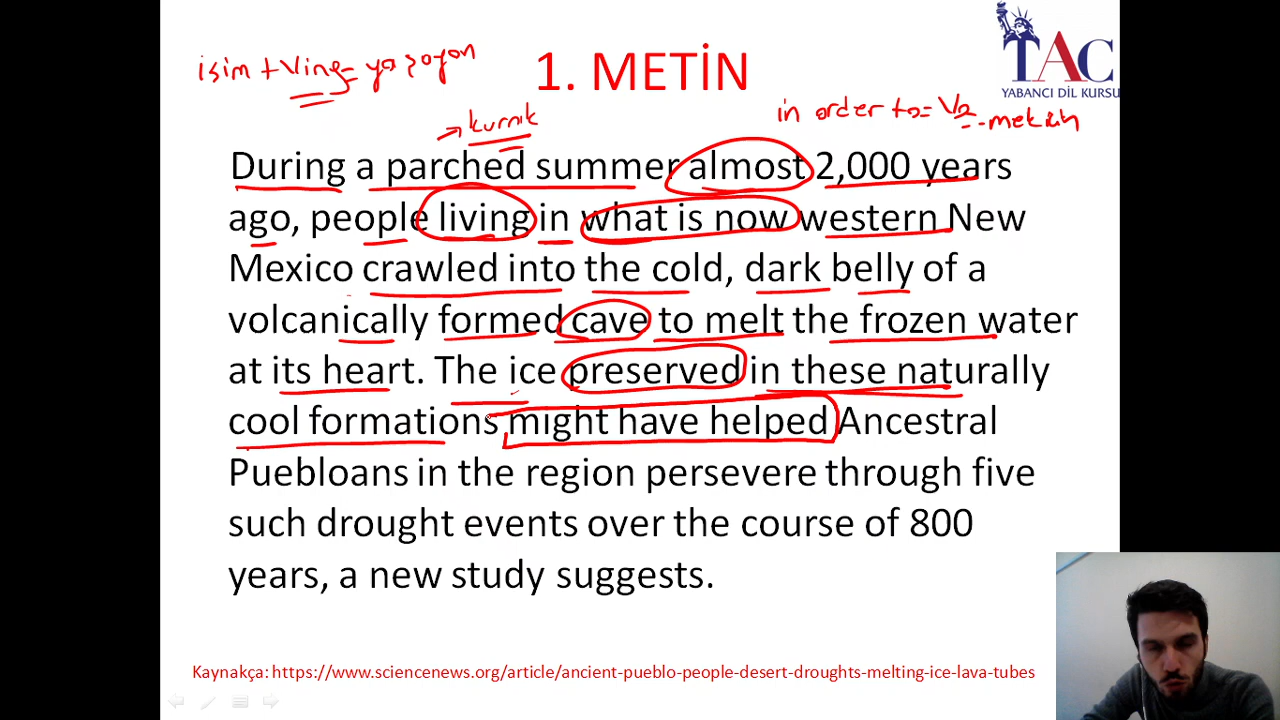 TAC
YABANCI DİL KURSU
isim + Ving = yaşayan
1. METİN
in order to = V2
-mek için
→ kurak
During a parched summer almost 2,000 years
ago, people living in what is now western New
Mexico crawled into the cold, dark belly of a
volcanically formed cave to melt the frozen water
at its heart. The ice preserved in these naturally
cool formations might have helped Ancestral
Puebloans in the region persevere through five
such drought events over the course of 800
years, a new study suggests.
Kaynakça: https://www.sciencenews.org/article/ancient-pueblo-people-desert-droughts-melting-ice-lava-tubes